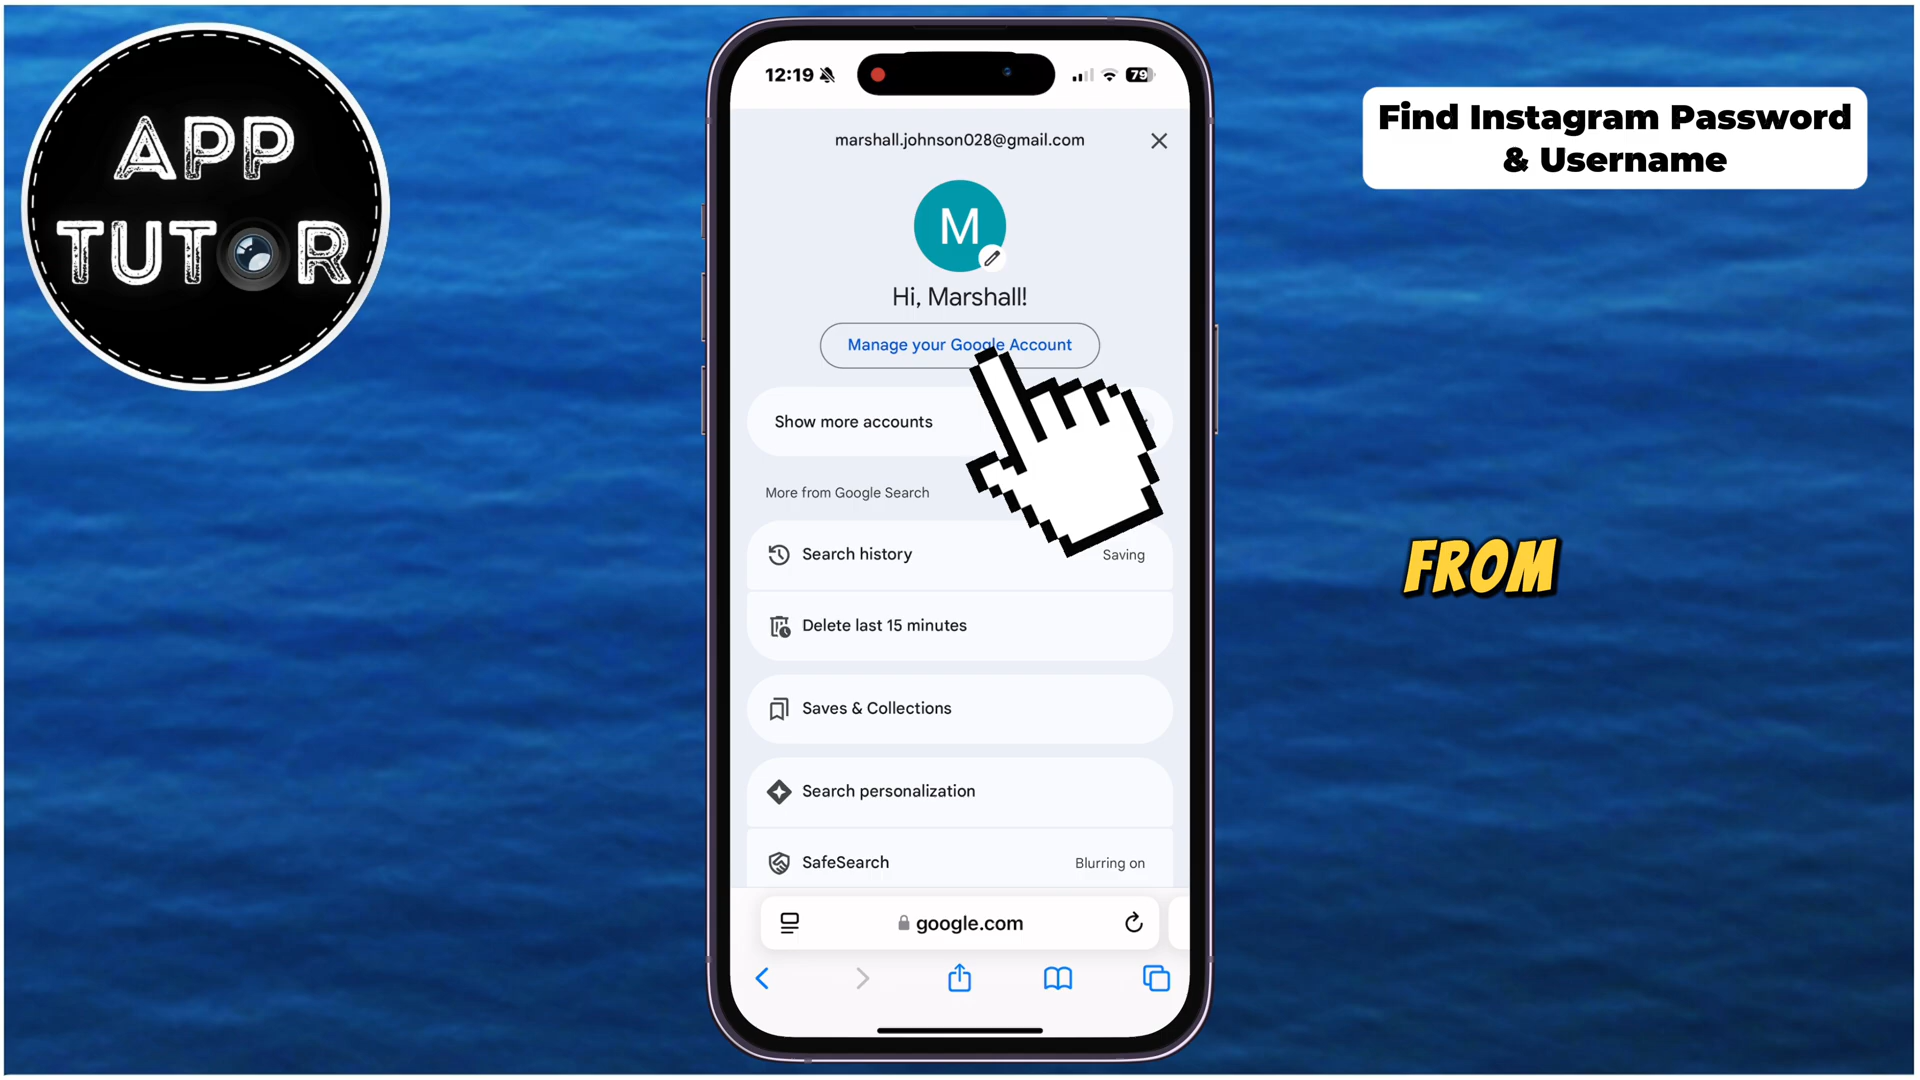 APP
TUTOR
12:19
79
marshall.johnson028@gmail.com
M
Hi, Marshall!
Manage your Google Account
Show more accounts
More from Google Search
Search history
Saving
Delete last 15 minutes
Saves & Collections
Search personalization
SafeSearch
Blurring on
google.com
Find Instagram Password
& Username
FROM